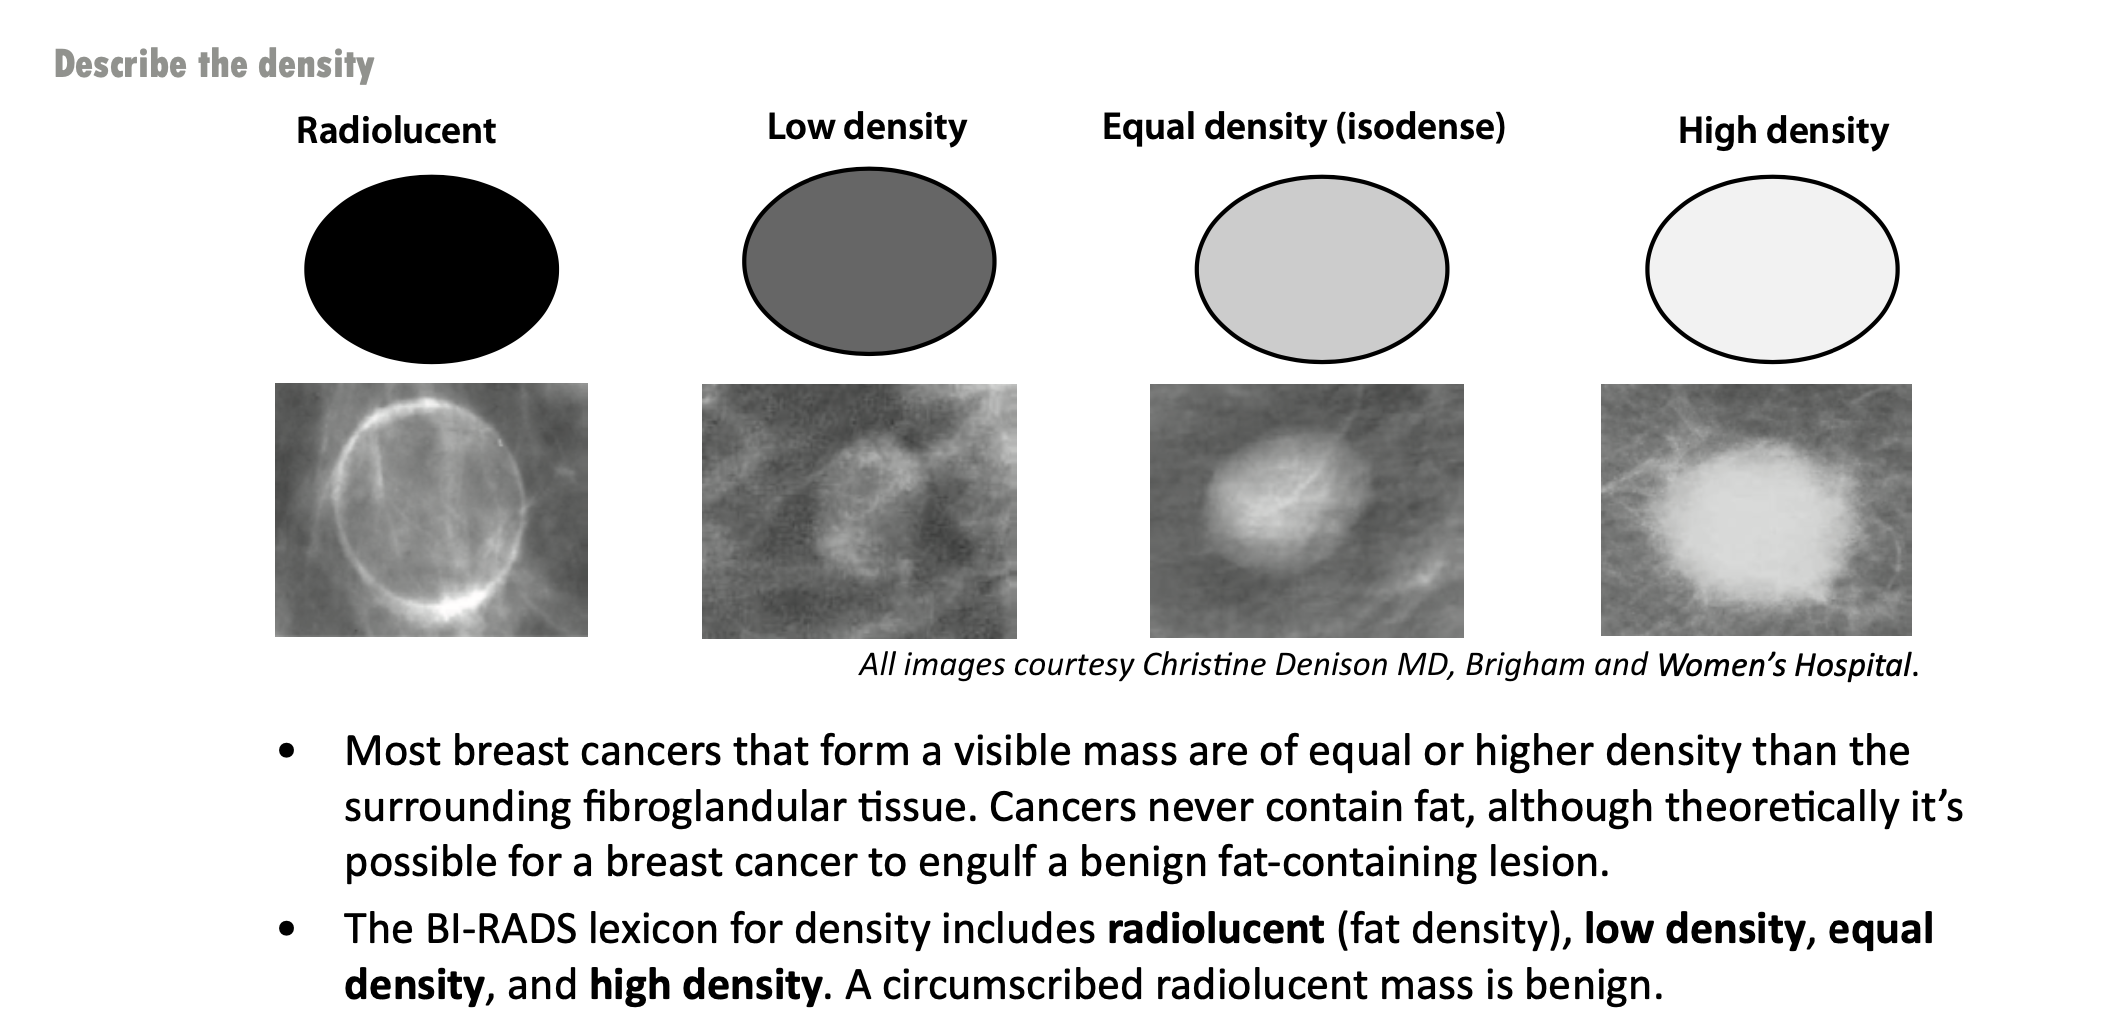 Describe the density
Radiolucent
Low density
Equal density (isodense)
High density
All images courtesy Christine Denison MD, Brigham and Women’s Hospital.
• Most breast cancers that form a visible mass are of equal or higher density than the
surrounding fibroglandular tissue. Cancers never contain fat, although theoretically it’s
possible for a breast cancer to engulf a benign fat-containing lesion.
• The BI-RADS lexicon for density includes radiolucent (fat density), low density, equal
density, and high density. A circumscribed radiolucent mass is benign.